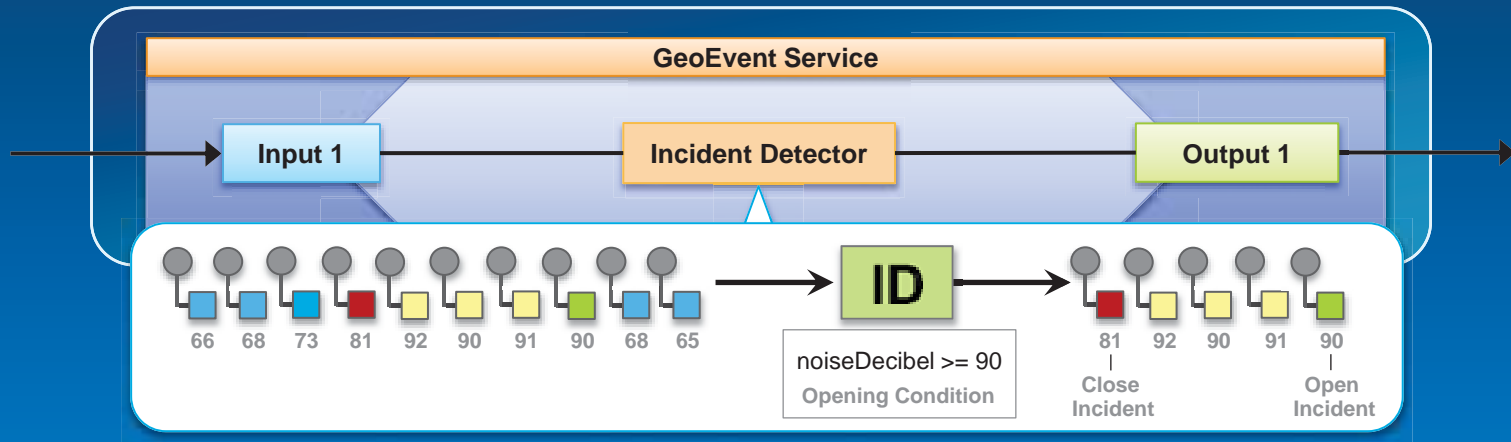 GeoEvent Service
Input 1
Incident Detector
Output 1
66 68 73 81 92 90 91 90 68 65
ID
noiseDecibel >= 90
Opening Condition
81 92 90 91 90
Close
Incident
Open
Incident